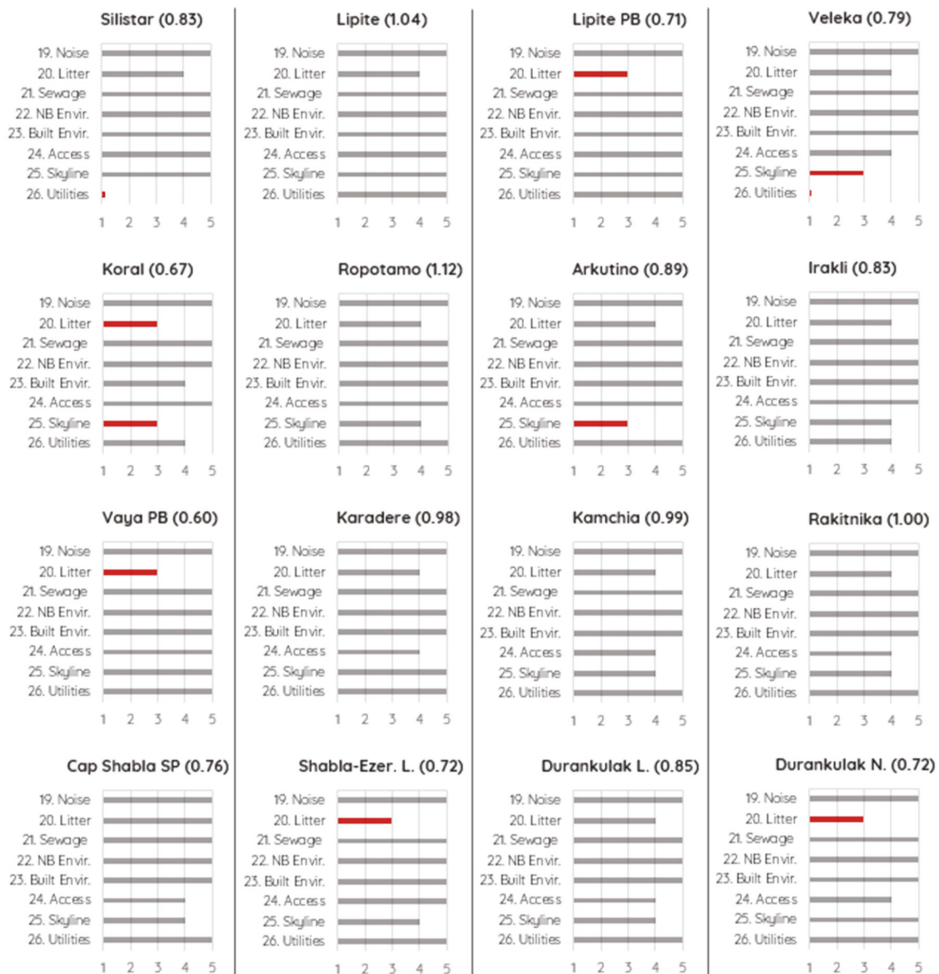 Silistar (0.83)
19. Noise
20. Litter
21. Sewage
22. NB Envir.
23. Built Envir.
24. Access
25. Skyline
26. Utilities
1 2 3 4 5
Lipite (1.04)
19. Noise
20. Litter
21. Sewage
22. NB Envir.
23. Built Envir.
24. Access
25. Skyline
26. Utilities
1 2 3 4 5
Lipite PB (0.71)
19. Noise
20. Litter
21. Sewage
22. NB Envir.
23. Built Envir.
24. Access
25. Skyline
26. Utilities
1 2 3 4 5
Veleka (0.79)
19. Noise
20. Litter
21. Sewage
22. NB Envir.
23. Built Envir.
24. Access
25. Skyline
26. Utilities
1 2 3 4 5
Koral (0.67)
19. Noise
20. Litter
21. Sewage
22. NB Envir.
23. Built Envir.
24. Access
25. Skyline
26. Utilities
1 2 3 4 5
Ropotamo (1.12)
19. Noise
20. Litter
21. Sewage
22. NB Envir.
23. Built Envir.
24. Access
25. Skyline
26. Utilities
1 2 3 4 5
Arkutino (0.89)
19. Noise
20. Litter
21. Sewage
22. NB Envir.
23. Built Envir.
24. Access
25. Skyline
26. Utilities
1 2 3 4 5
Irakli (0.83)
19. Noise
20. Litter
21. Sewage
22. NB Envir.
23. Built Envir.
24. Access
25. Skyline
26. Utilities
1 2 3 4 5
Vaya PB (0.60)
19. Noise
20. Litter
21. Sewage
22. NB Envir.
23. Built Envir.
24. Access
25. Skyline
26. Utilities
1 2 3 4 5
Karadere (0.98)
19. Noise
20. Litter
21. Sewage
22. NB Envir.
23. Built Envir.
24. Access
25. Skyline
26. Utilities
1 2 3 4 5
Kamchia (0.99)
19. Noise
20. Litter
21. Sewage
22. NB Envir.
23. Built Envir.
24. Access
25. Skyline
26. Utilities
1 2 3 4 5
Rakitnika (1.00)
19. Noise
20. Litter
21. Sewage
22. NB Envir.
23. Built Envir.
24. Access
25. Skyline
26. Utilities
1 2 3 4 5
Cap Shabla SP (0.76)
19. Noise
20. Litter
21. Sewage
22. NB Envir.
23. Built Envir.
24. Access
25. Skyline
26. Utilities
1 2 3 4 5
Shabla-Ezer. L. (0.72)
19. Noise
20. Litter
21. Sewage
22. NB Envir.
23. Built Envir.
24. Access
25. Skyline
26. Utilities
1 2 3 4 5
Durankulak L. (0.85)
19. Noise
20. Litter
21. Sewage
22. NB Envir.
23. Built Envir.
24. Access
25. Skyline
26. Utilities
1 2 3 4 5
Durankulak N. (0.72)
19. Noise
20. Litter
21. Sewage
22. NB Envir.
23. Built Envir.
24. Access
25. Skyline
26. Utilities
1 2 3 4 5